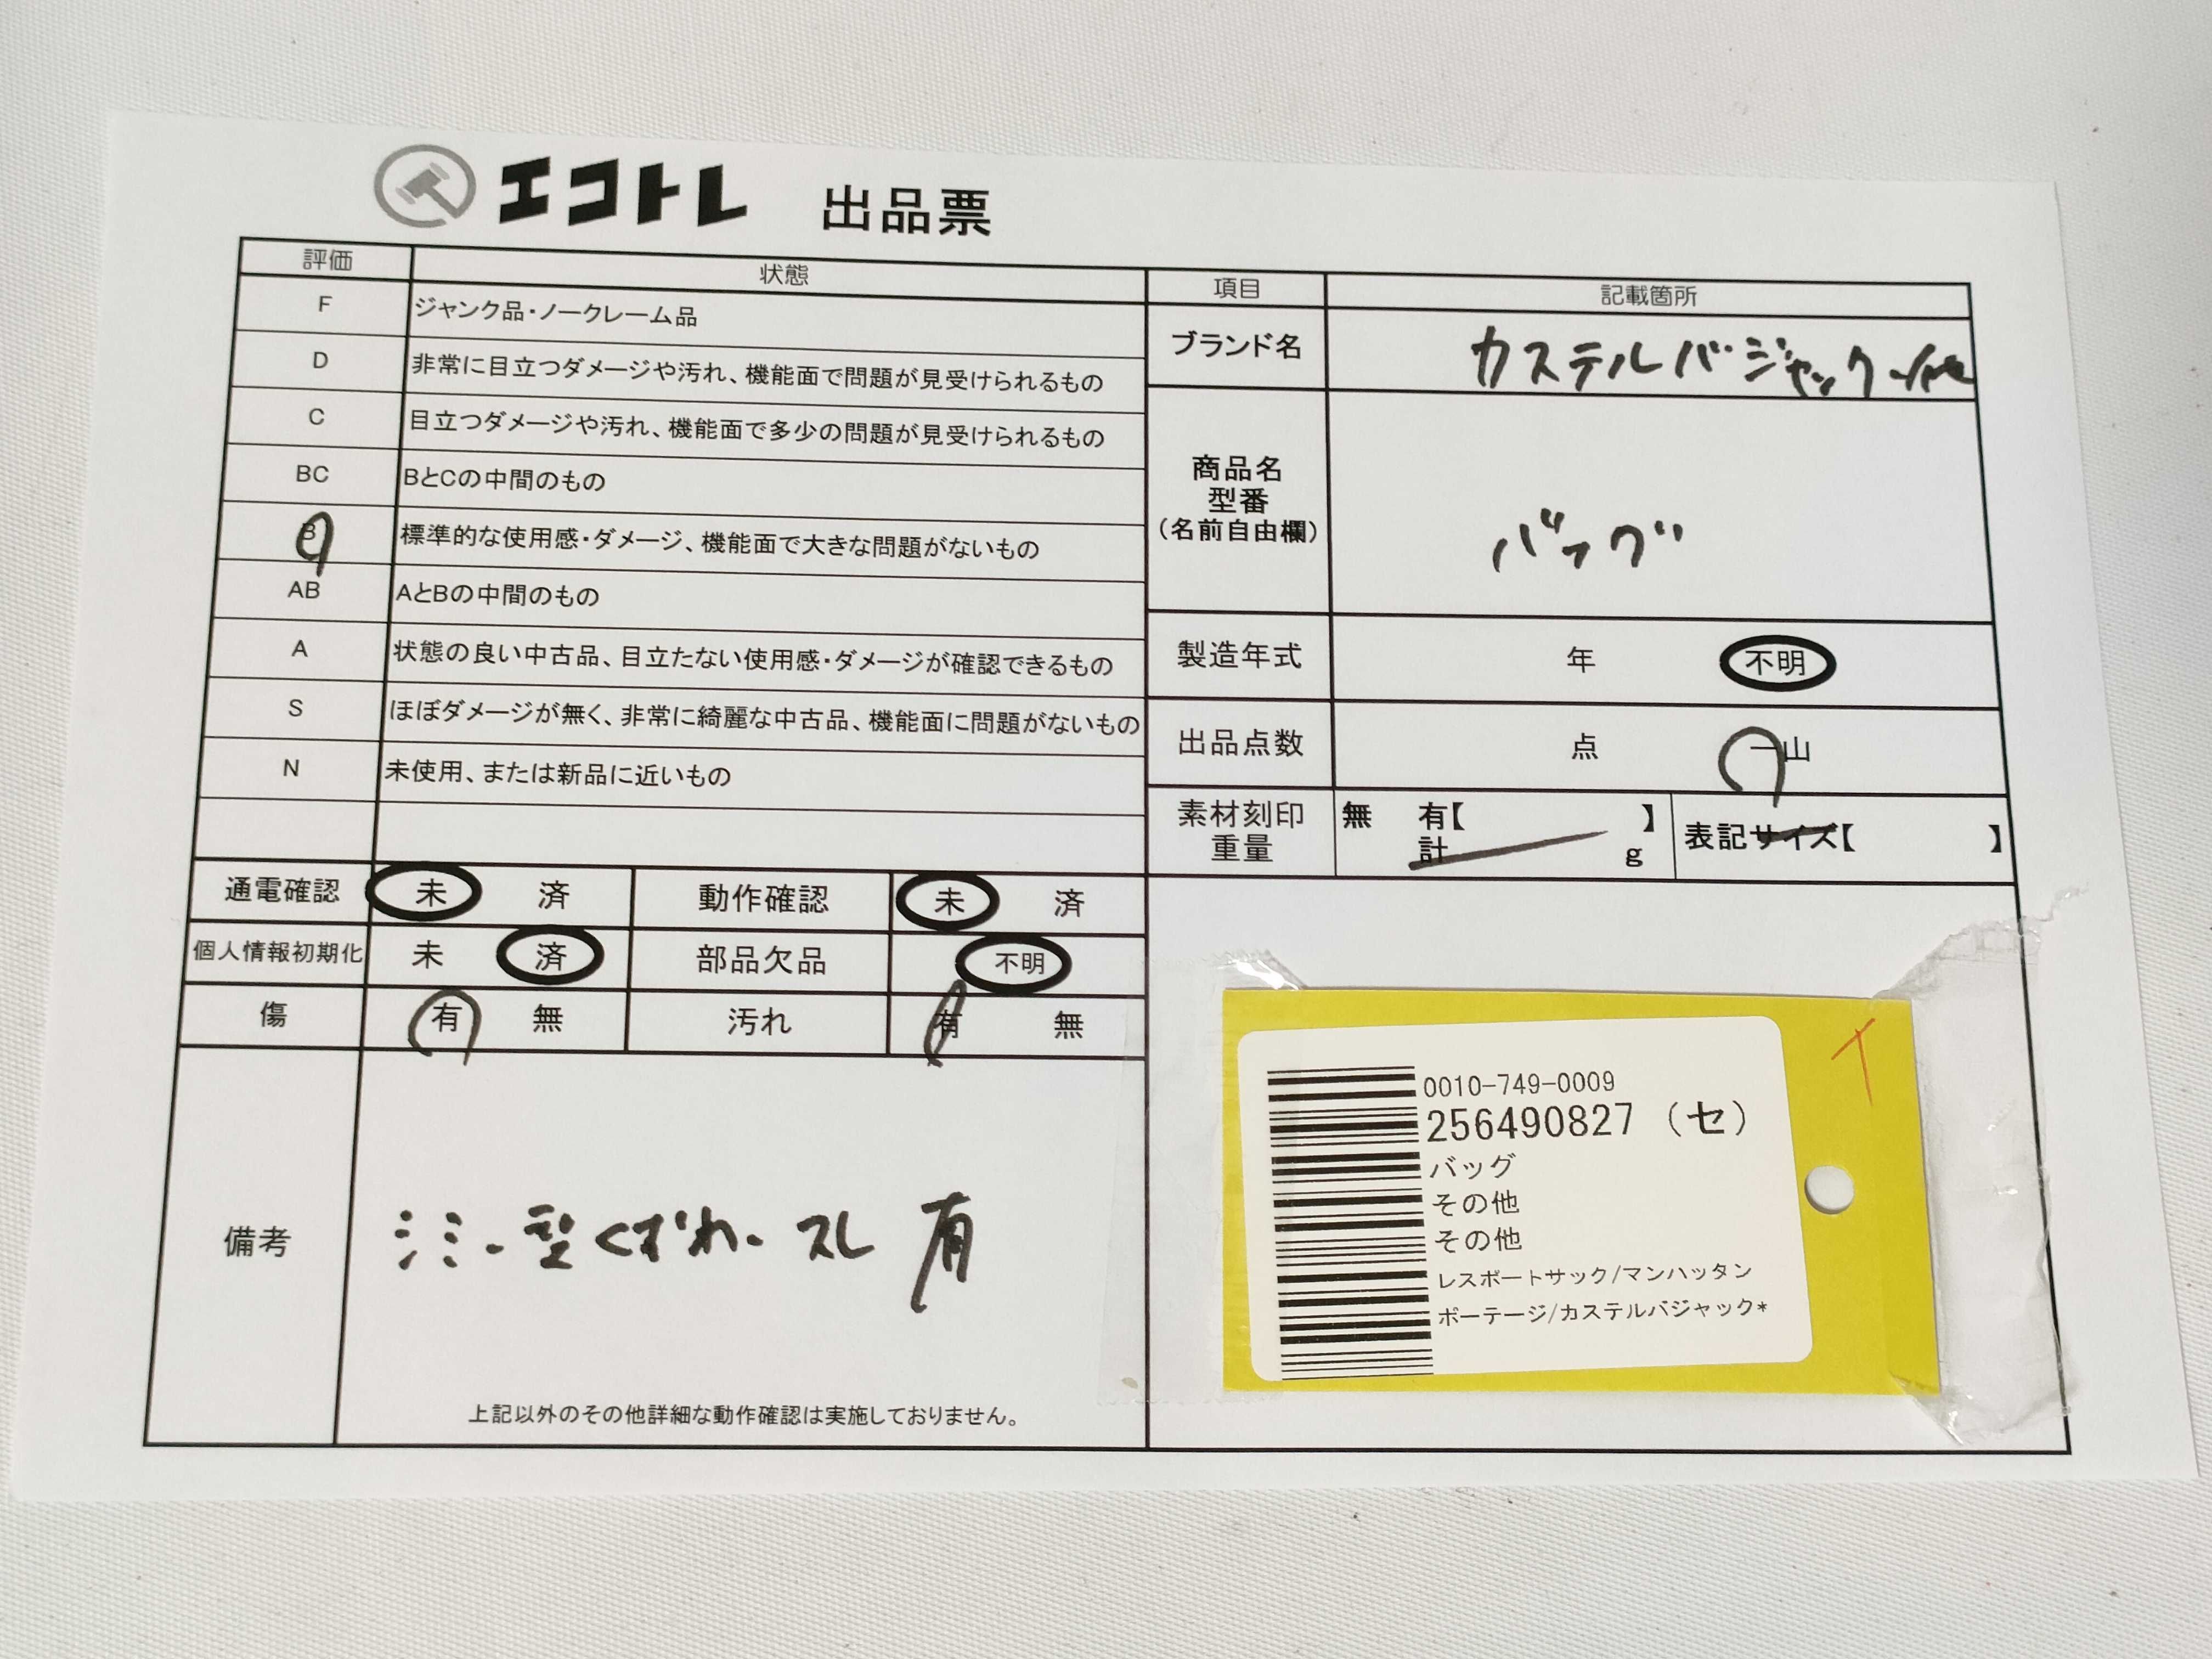 エコトレ 出品票
評価 状態
F ジャンク品・ノークレーム品
D 非常に目立つダメージや汚れ、機能面で問題が見受けられるもの
C 目立つダメージや汚れ、機能面で多少の問題が見受けられるもの
BC BとCの中間のもの
B 標準的な使用感・ダメージ、機能面で大きな問題がないもの
AB AとBの中間のもの
A 状態の良い中古品、目立たない使用感・ダメージが確認できるもの
S ほぼダメージが無く、非常に綺麗な中古品、機能面に問題がないもの
N 未使用、または新品に近いもの
通電確認 未 済 動作確認 未 済
個人情報初期化 未 済 部品欠品 不明
傷 有 無 汚れ 有 無
備考 シミ・型くずれ・スレ 有
上記以外のその他詳細な動作確認は実施しておりません。
項目 記載箇所
ブランド名 カステルバジャック 他
商品名
型番
(名前自由欄)
バッグ
製造年式 年 不明
出品点数 点 一山
素材刻印 無 有【 】 表記サイズ【 】
重量 計 g
0010-749-0009
256490827 (セ)
バッグ
その他
その他
レスポートサック/マンハッタン
ポーテージ/カステルバジャック*